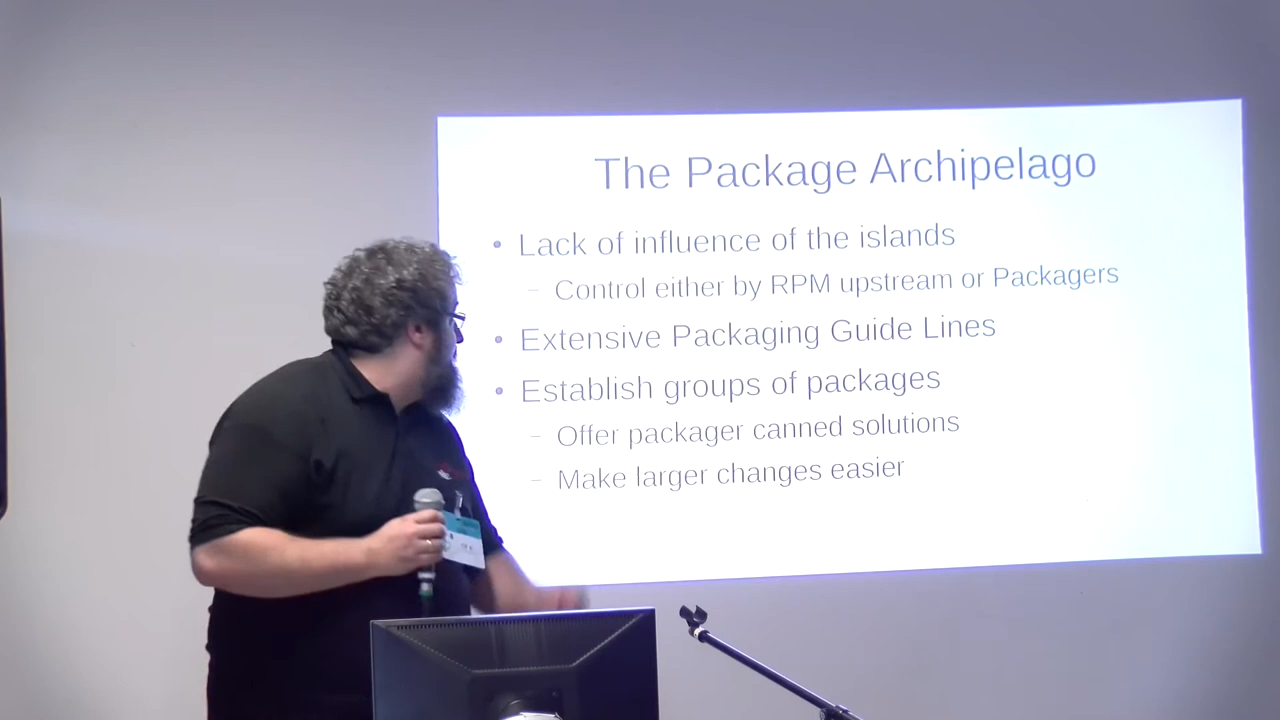 The Package Archipelago
• Lack of influence of the islands
– Control either by RPM upstream or Packagers
• Extensive Packaging Guide Lines
• Establish groups of packages
– Offer packager canned solutions
– Make larger changes easier